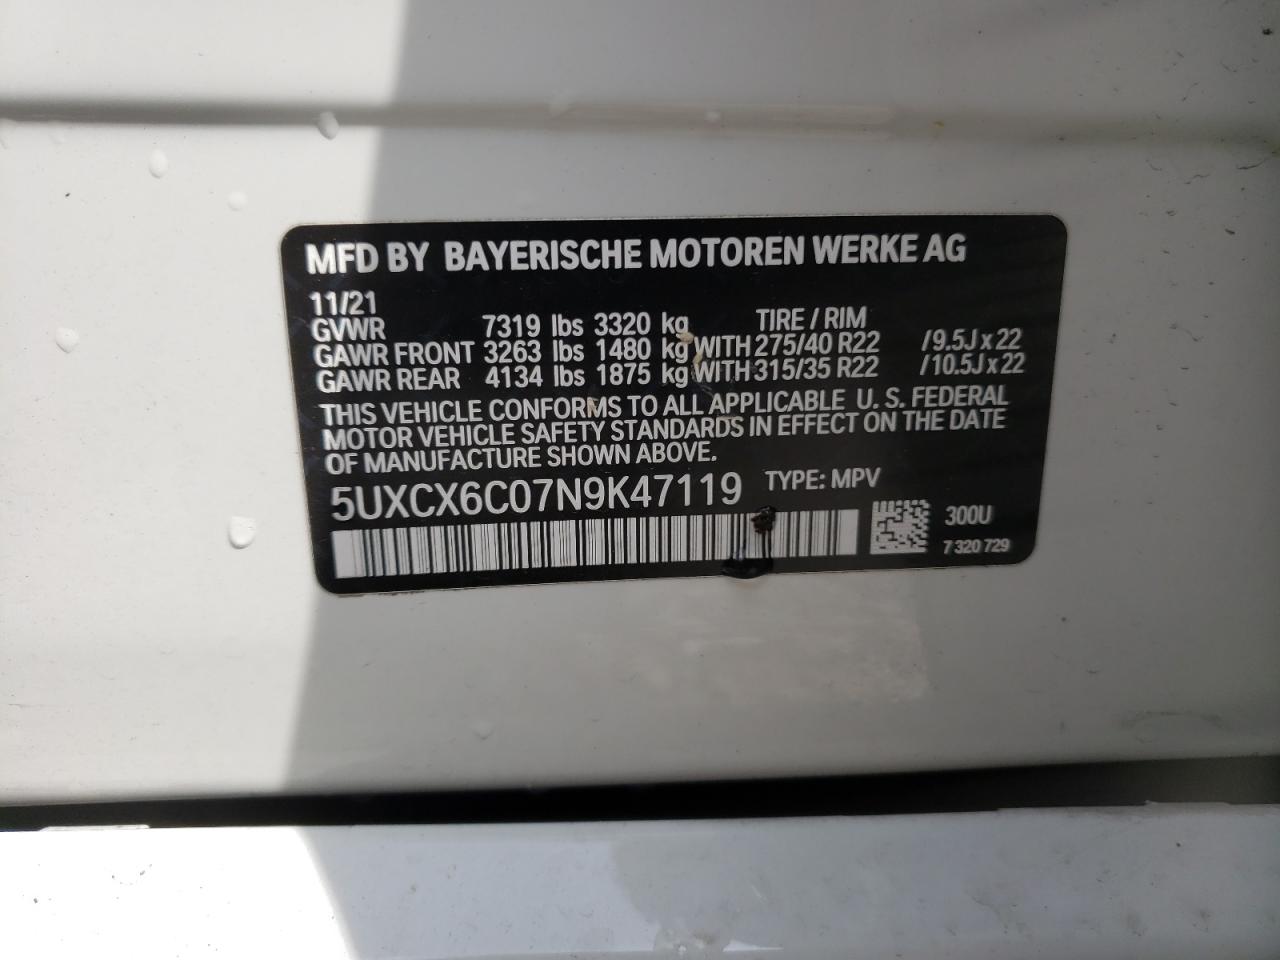 MFD BY BAYERISCHE MOTOREN WERKE AG
11/21
GVWR 7319 lbs 3320 kg TIRE / RIM
GAWR FRONT 3263 lbs 1480 kg WITH 275/40 R22 /9.5J x 22
GAWR REAR 4134 lbs 1875 kg WITH 315/35 R22 /10.5J x 22
THIS VEHICLE CONFORMS TO ALL APPLICABLE U. S. FEDERAL
MOTOR VEHICLE SAFETY STANDARDS IN EFFECT ON THE DATE
OF MANUFACTURE SHOWN ABOVE.
5UXCX6C07N9K47119 TYPE: MPV
300U
7 320 729